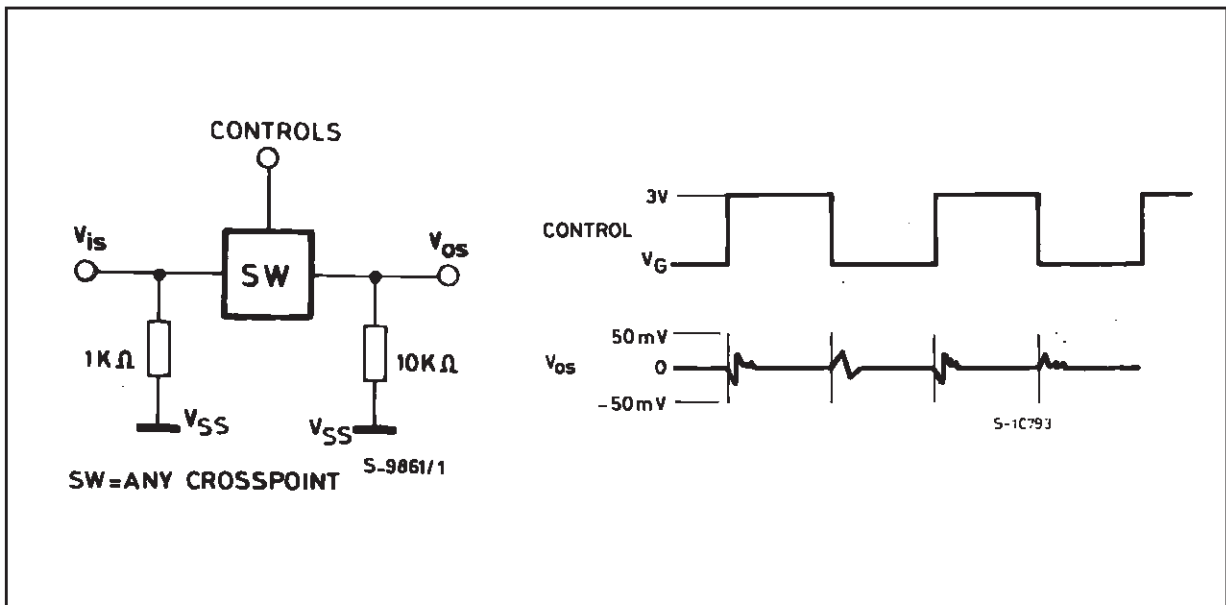 CONTROLS
Vis
SW
Vos
1KΩ
10KΩ
VSS
VSS
SW=ANY CROSSPOINT
S-9861/1
3V
CONTROL
VG
50mV
Vos
0
-50mV
S-10793